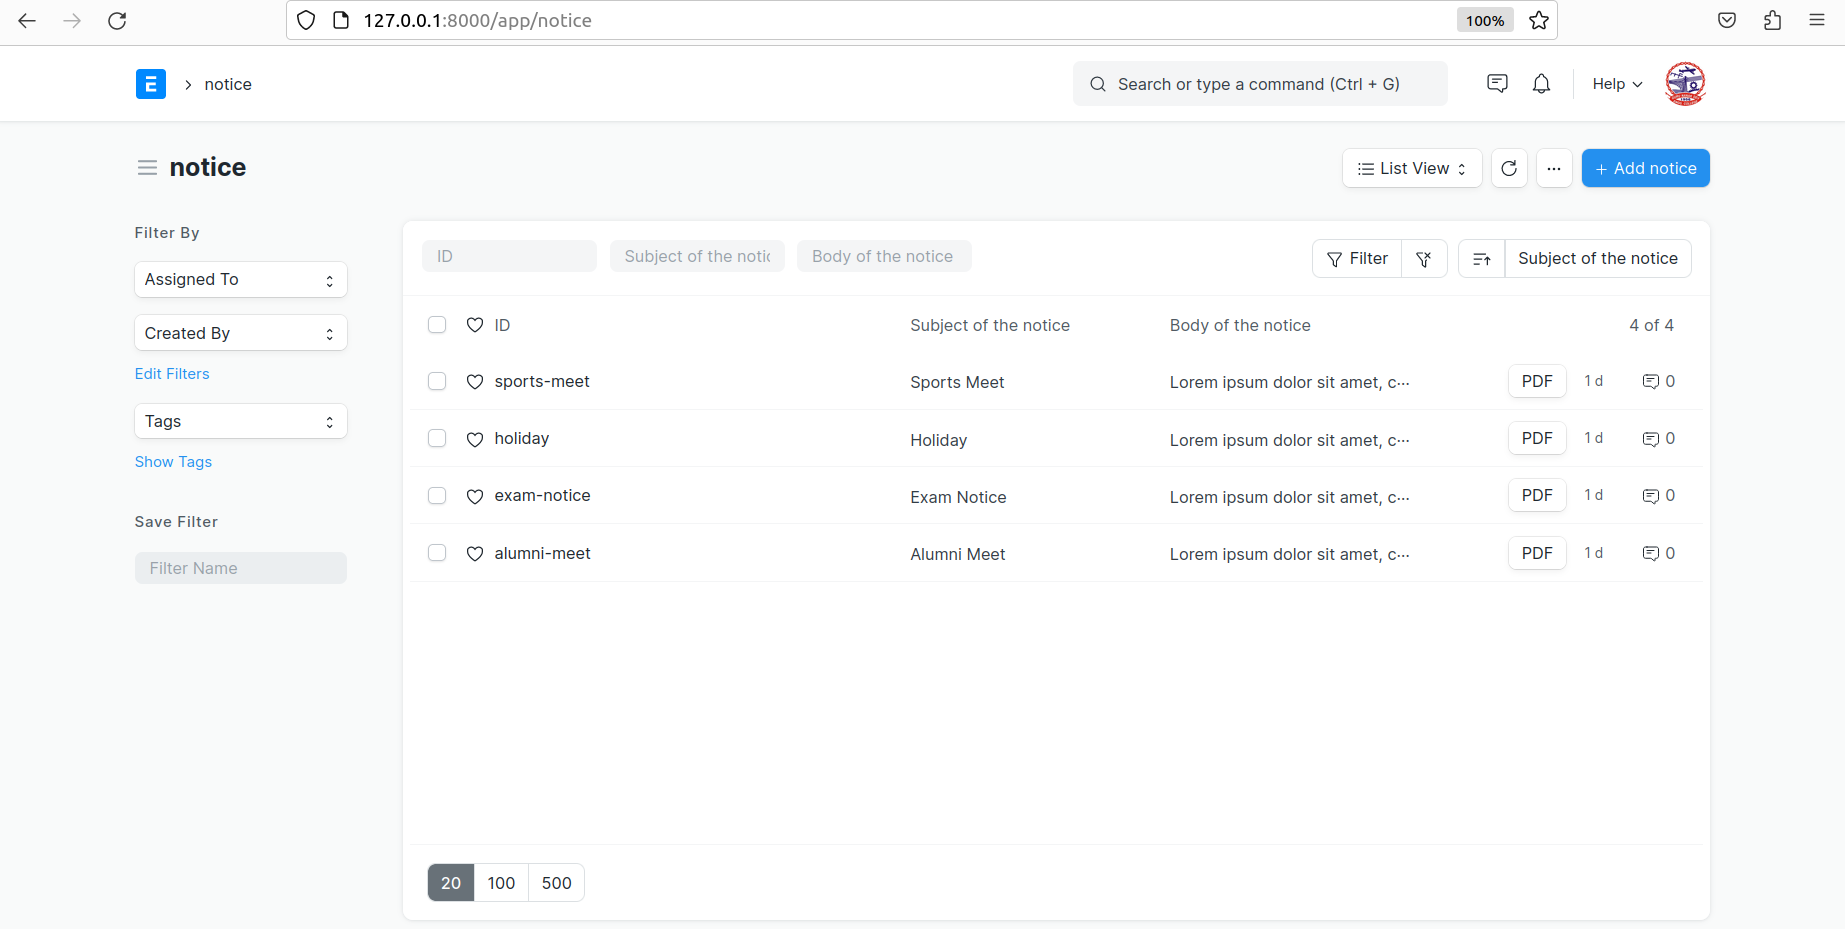 127.0.0.1:8000/app/notice
100%
E
notice
Search or type a command (Ctrl + G)
Help
notice
List View
+ Add notice
Filter By
Assigned To
Created By
Edit Filters
Tags
Show Tags
Save Filter
Filter Name
ID
Subject of the notic
Body of the notice
Filter
Subject of the notice
ID Subject of the notice Body of the notice 4 of 4
sports-meet Sports Meet Lorem ipsum dolor sit amet, c... PDF 1 d 0
holiday Holiday Lorem ipsum dolor sit amet, c... PDF 1 d 0
exam-notice Exam Notice Lorem ipsum dolor sit amet, c... PDF 1 d 0
alumni-meet Alumni Meet Lorem ipsum dolor sit amet, c... PDF 1 d 0
20 100 500